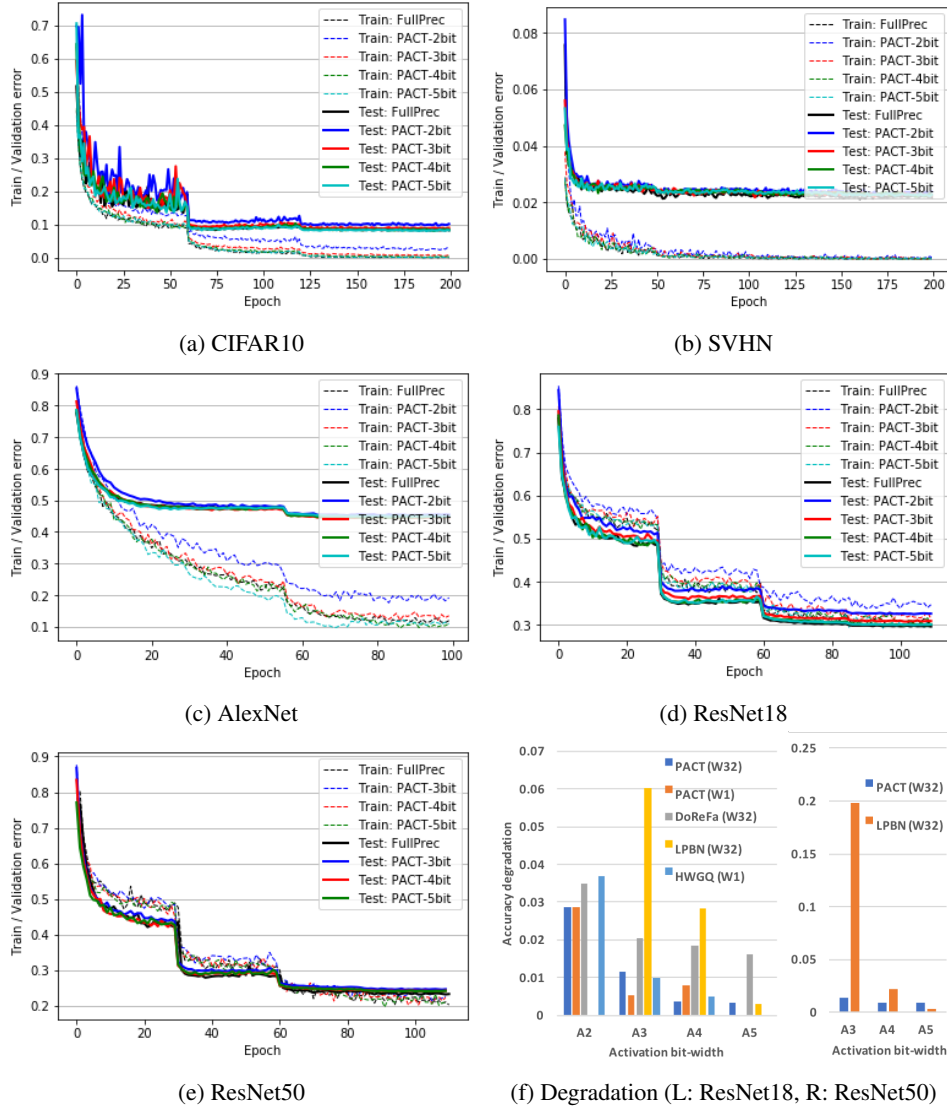 0.7
0.6
0.5
0.4
0.3
0.2
0.1
0.0
Train / Validation error
Train: FullPrec
Train: PACT-2bit
Train: PACT-3bit
Train: PACT-4bit
Train: PACT-5bit
Test: FullPrec
Test: PACT-2bit
Test: PACT-3bit
Test: PACT-4bit
Test: PACT-5bit
0 25 50 75 100 125 150 175 200
Epoch
(a) CIFAR10
0.08
0.06
0.04
0.02
0.00
Train / Validation error
Train: FullPrec
Train: PACT-2bit
Train: PACT-3bit
Train: PACT-4bit
Train: PACT-5bit
Test: FullPrec
Test: PACT-2bit
Test: PACT-3bit
Test: PACT-4bit
Test: PACT-5bit
0 25 50 75 100 130 150 175 200
Epoch
(b) SVHN
0.9
0.8
0.7
0.6
0.5
0.4
0.3
0.2
0.1
Train / Validation error
Train: FullPrec
Train: PACT-2bit
Train: PACT-3bit
Train: PACT-4bit
Train: PACT-5bit
Test: FullPrec
Test: PACT-2bit
Test: PACT-3bit
Test: PACT-4bit
Test: PACT-5bit
0 20 40 60 80 100
Epoch
(c) AlexNet
0.8
0.7
0.6
0.5
0.4
0.3
Train / Validation error
Train: FullPrec
Train: PACT-2bit
Train: PACT-3bit
Train: PACT-4bit
Train: PACT-5bit
Test: FullPrec
Test: PACT-2bit
Test: PACT-3bit
Test: PACT-4bit
Test: PACT-5bit
0 20 40 60 80 100
Epoch
(d) ResNet18
0.9
0.8
0.7
0.6
0.5
0.4
0.3
0.2
Train / Validation error
Train: FullPrec
Train: PACT-3bit
Train: PACT-4bit
Train: PACT-5bit
Test: FullPrec
Test: PACT-3bit
Test: PACT-4bit
Test: PACT-5bit
0 20 40 60 80 100
Epoch
(e) ResNet50
0.07
0.06
0.05
0.04
0.03
0.02
0.01
0
Accuracy degradation
PACT (W32)
PACT (W1)
DoReFa (W32)
LPBN (W32)
HWGQ (W1)
A2 A3 A4 A5
Activation bit-width
0.25
0.2
0.15
0.1
0.05
0
PACT (W32)
LPBN (W32)
A3 A4 A5
Activation bit-width
(f) Degradation (L: ResNet18, R: ResNet50)